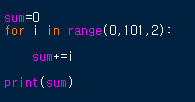 sum=0
for i in range(0,101,2):
    sum+=i
print(sum)